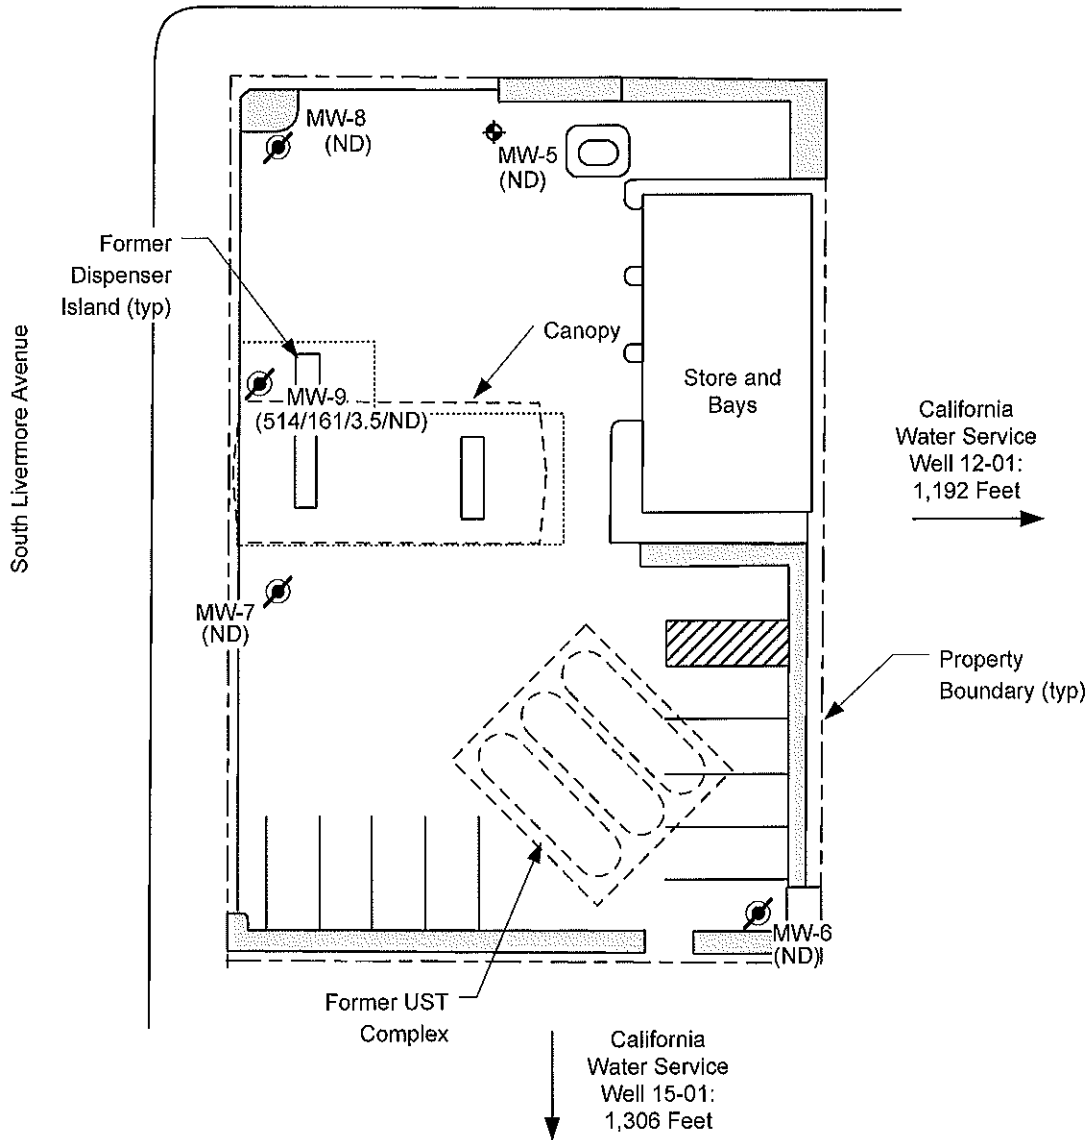 MW-8
(ND)
MW-5
(ND)
Former
Dispenser
Island (typ)
Canopy
South Livermore Avenue
Store and
Bays
MW-9
(514/161/3.5/ND)
California
Water Service
Well 12-01:
1,192 Feet
MW-7
(ND)
Property
Boundary (typ)
MW-6
(ND)
Former UST
Complex
California
Water Service
Well 15-01:
1,306 Feet